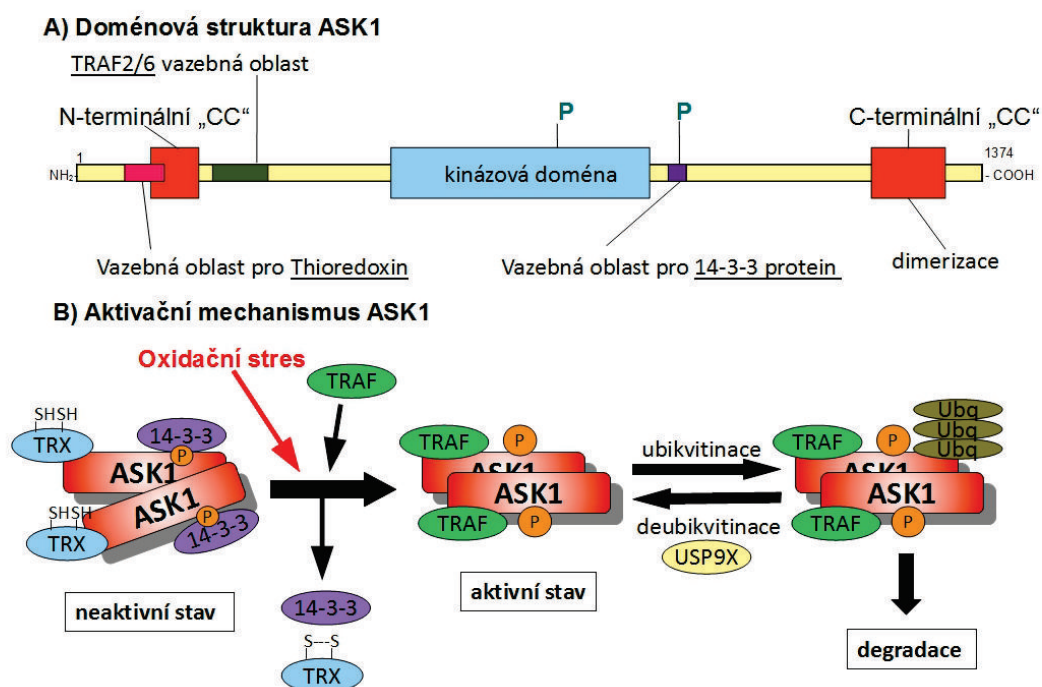 A) Doménová struktura ASK1
TRAF2/6 vazebná oblast
N-terminální „CC“
P
P
C-terminální „CC“
1
1374
NH₂-
kinázová doména
- COOH
Vazebná oblast pro Thioredoxin
Vazebná oblast pro 14-3-3 protein
dimerizace
B) Aktivační mechanismus ASK1
Oxidační stres
TRAF
SHSH
TRX
14-3-3
P
ASK1
ASK1
SHSH
TRX
P
14-3-3
neaktivní stav
14-3-3
S---S
TRX
TRAF
P
ASK1
ASK1
TRAF
P
aktivní stav
ubikvitinace
deubikvitinace
USP9X
Ubq
Ubq
Ubq
TRAF
P
ASK1
ASK1
TRAF
P
degradace